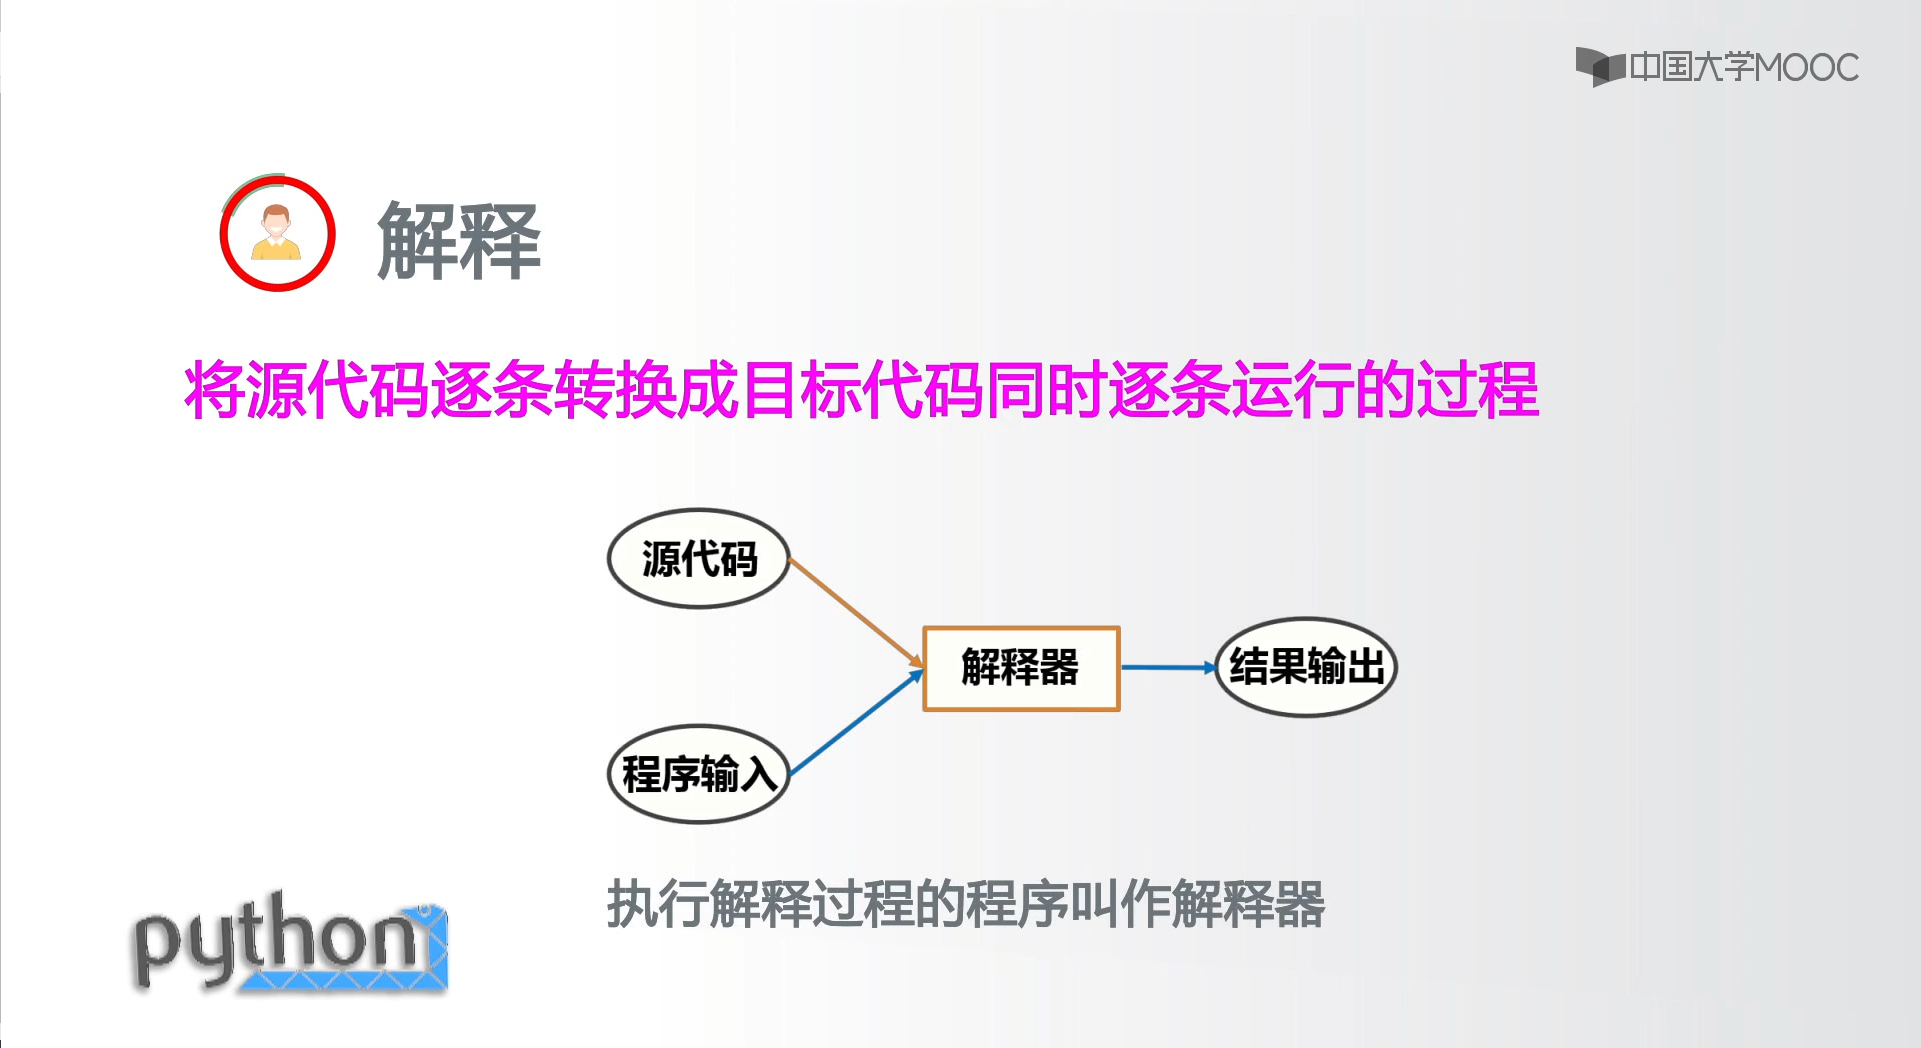 中国大学MOOC
解释
将源代码逐条转换成目标代码同时逐条运行的过程
源代码
解释器
结果输出
程序输入
执行解释过程的程序叫作解释器
python